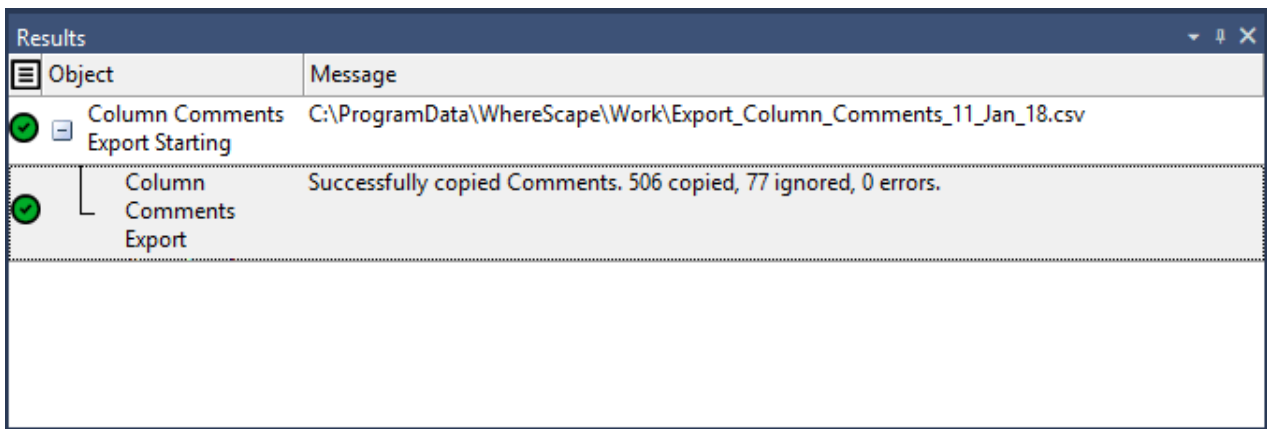 Results
Object Message
Column Comments C:\ProgramData\WhereScape\Work\Export_Column_Comments_11_Jan_18.csv
Export Starting
Column Successfully copied Comments. 506 copied, 77 ignored, 0 errors.
Comments
Export